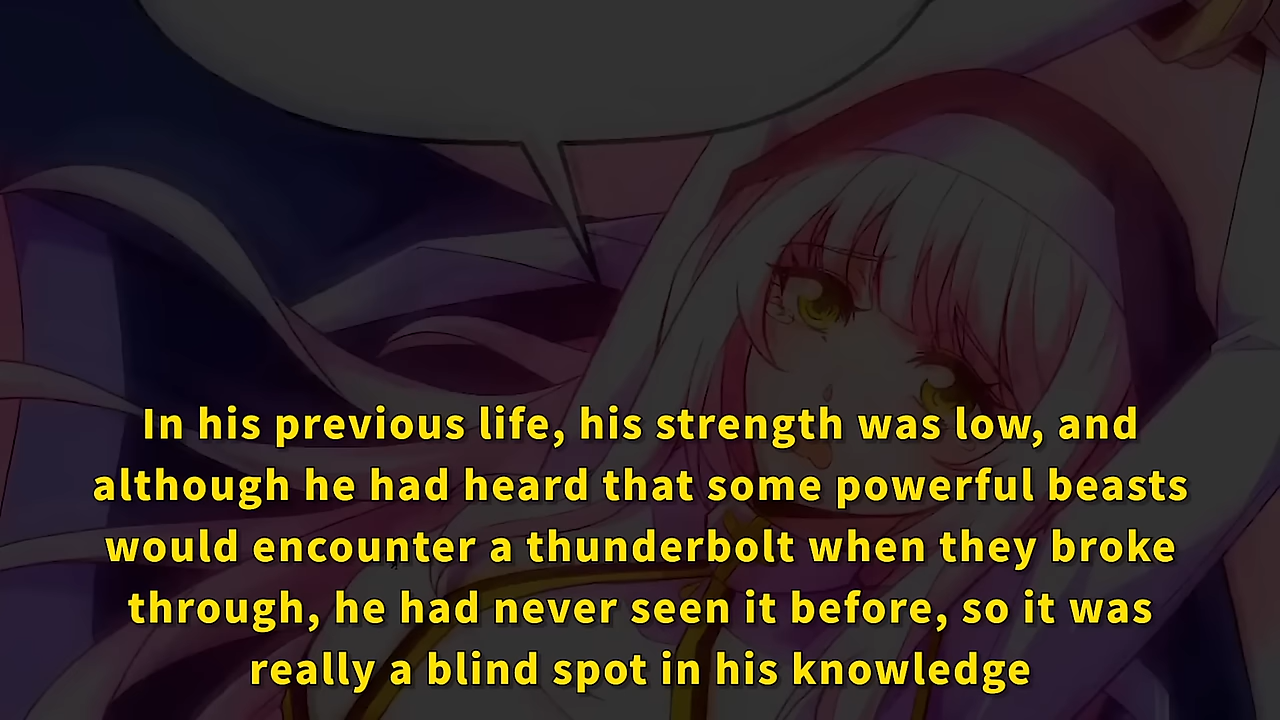 In his previous life, his strength was low, and
although he had heard that some powerful beasts
would encounter a thunderbolt when they broke
through, he had never seen it before, so it was
really a blind spot in his knowledge